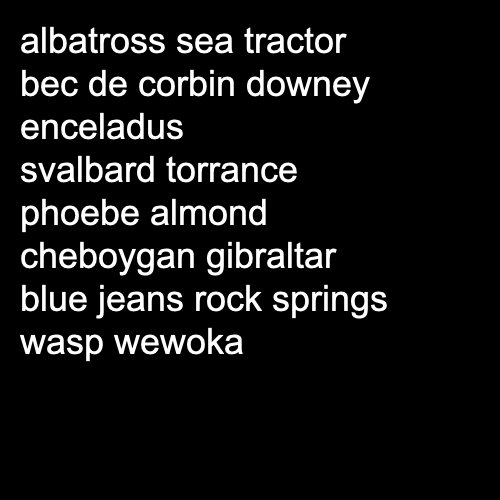 albatross sea tractor
bec de corbin downey
enceladus
svalbard torrance
phoebe almond
cheboygan gibraltar
blue jeans rock springs
wasp wewoka